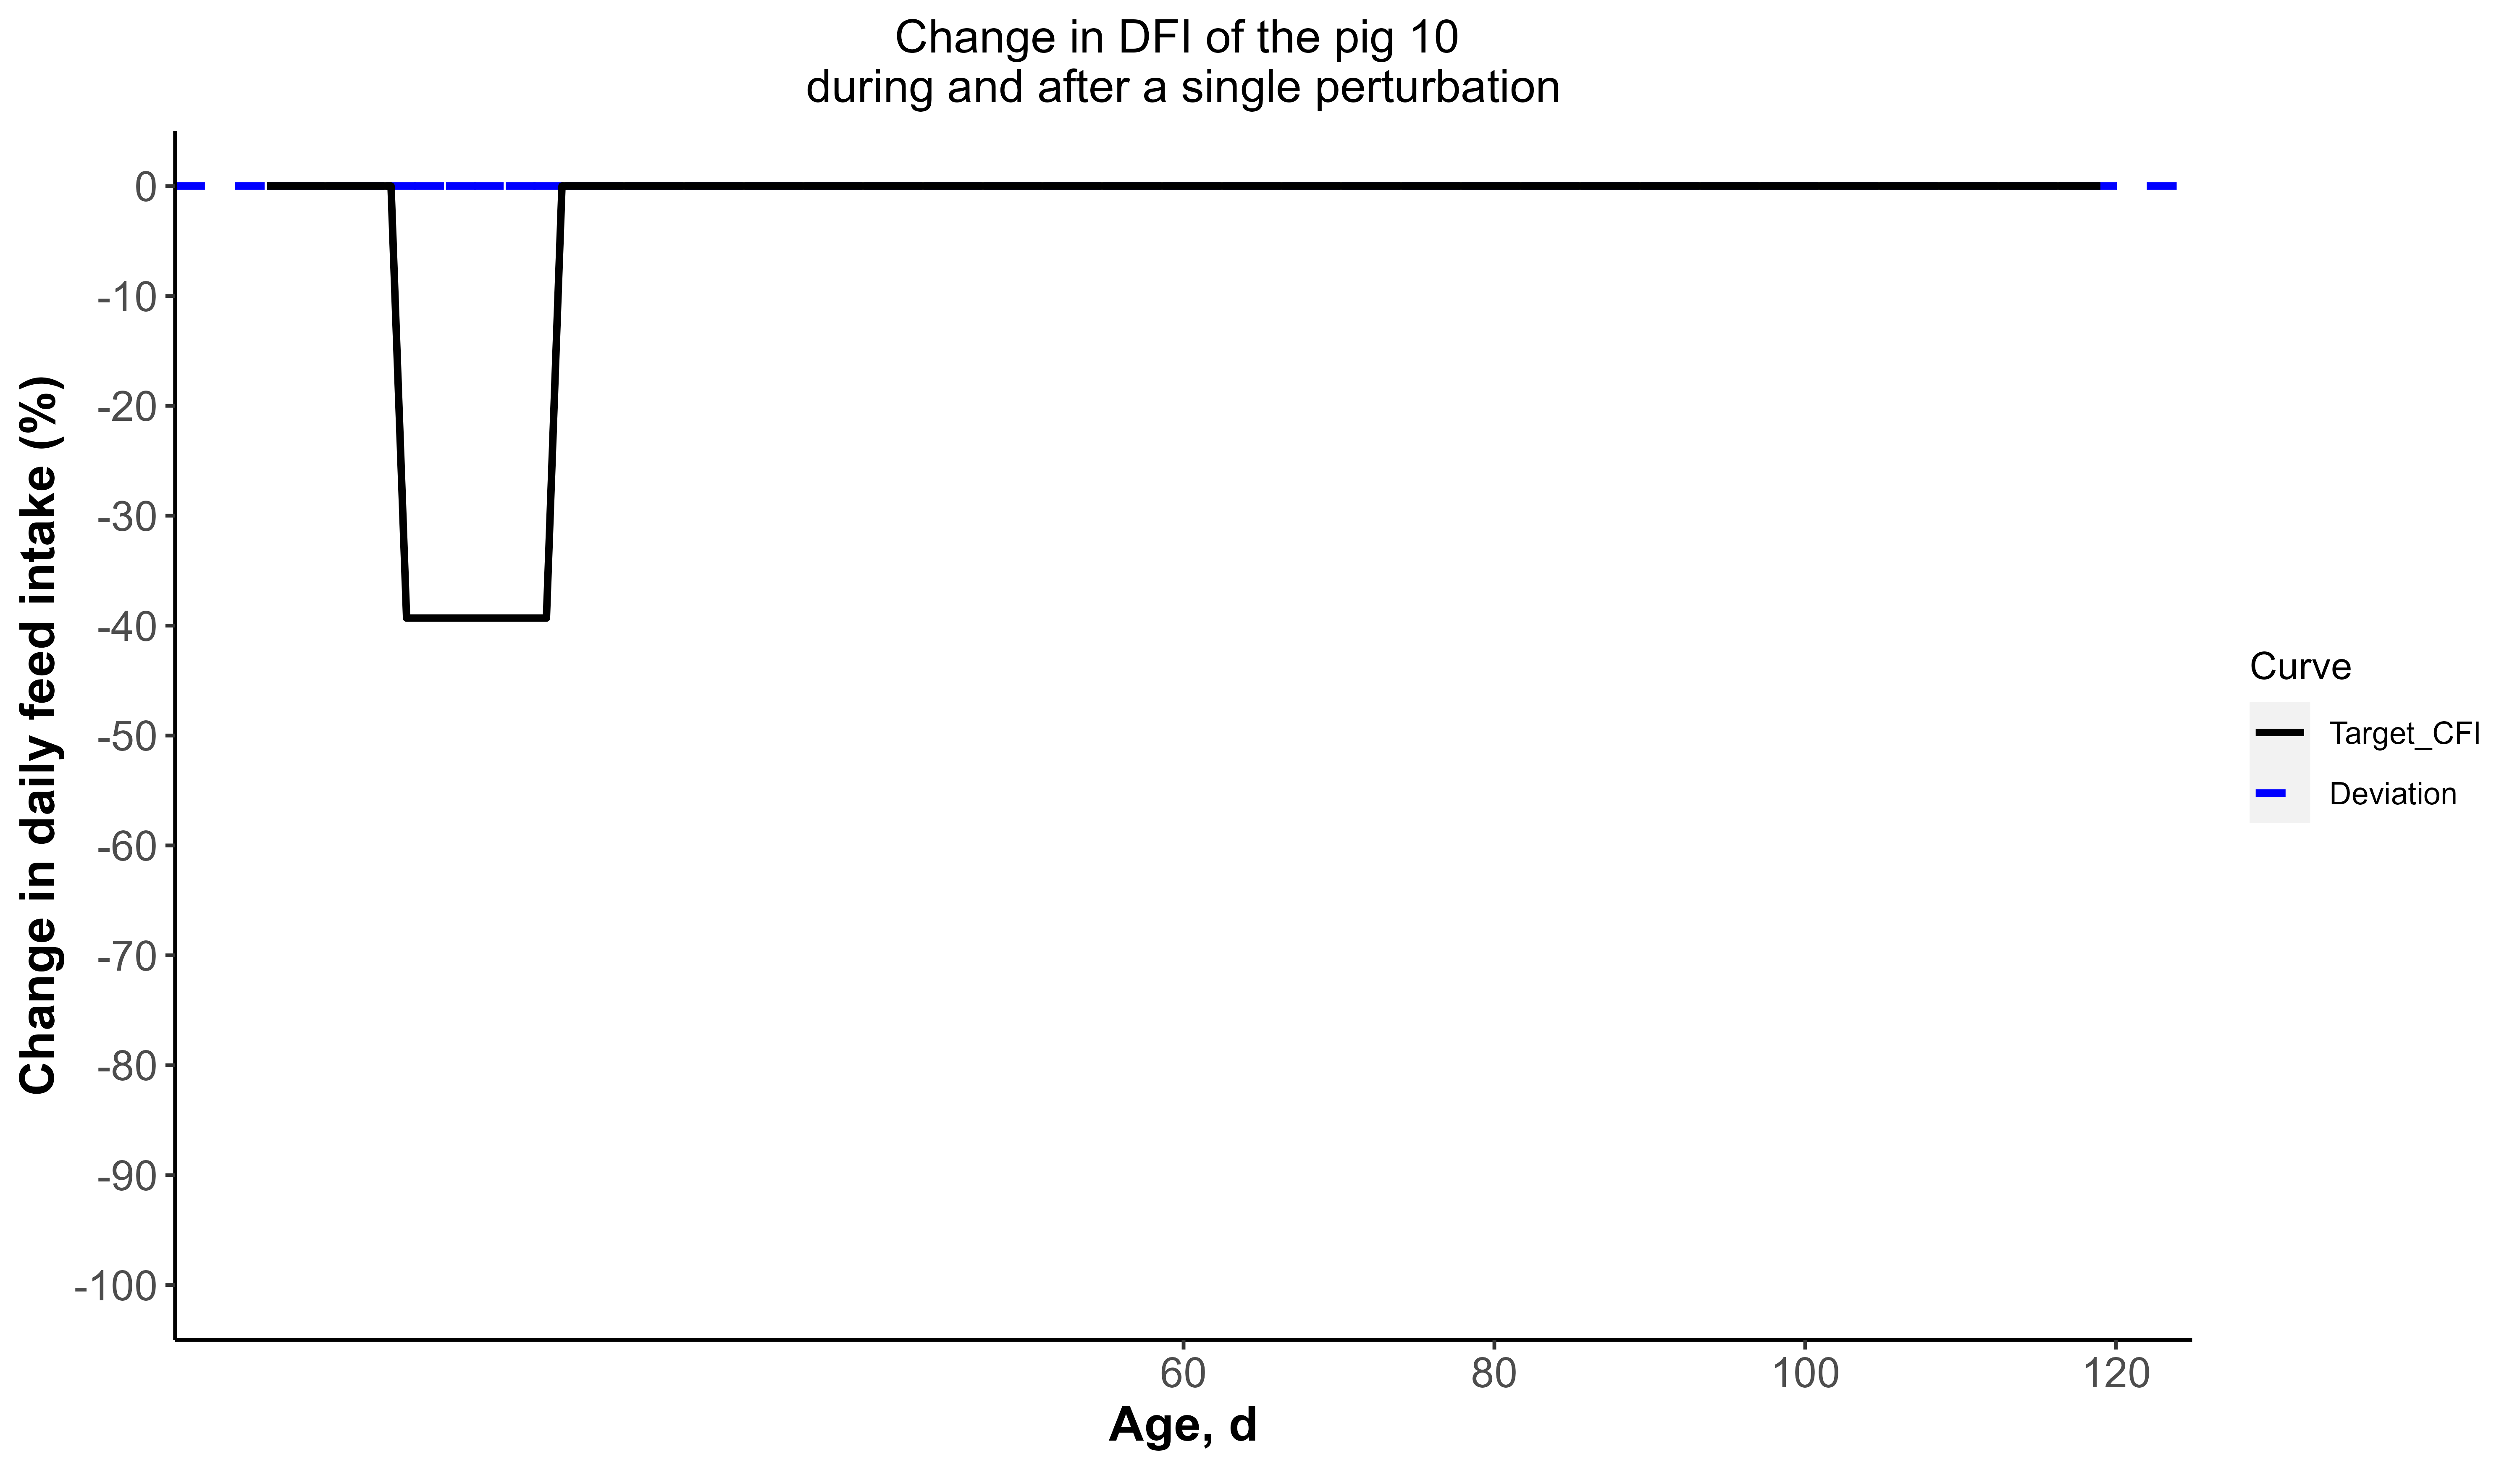 Change in DFI of the pig 10
during and after a single perturbation
Change in daily feed intake (%)
0
-10
-20
-30
-40
-50
-60
-70
-80
-90
-100
60
80
100
120
Age, d
Curve
Target_CFI
Deviation